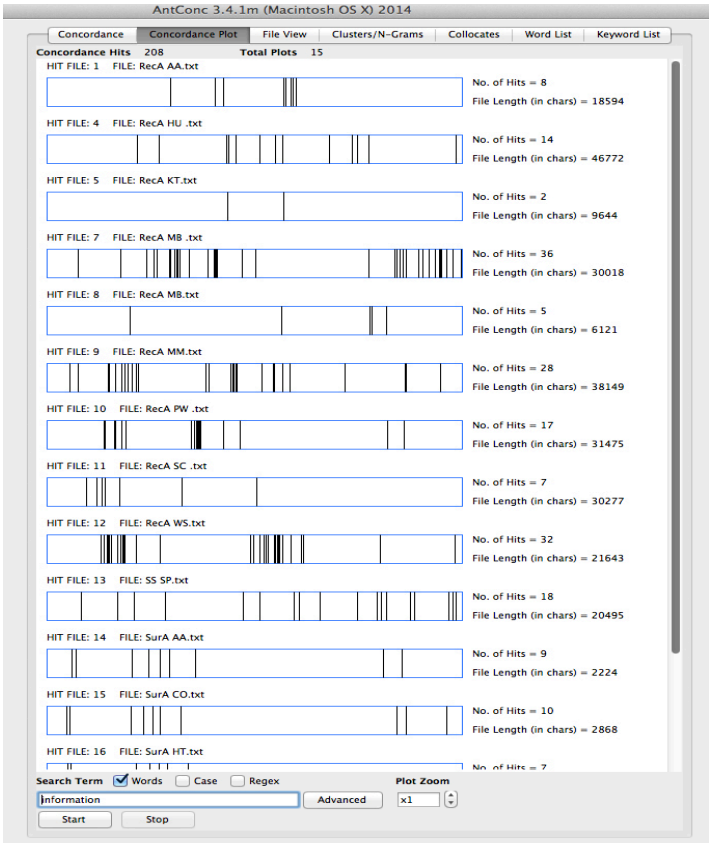 AntConc 3.4.1m (Macintosh OS X) 2014
Concordance Concordance Plot File View Clusters/N-Grams Collocates Word List Keyword List
Concordance Hits 208 Total Plots 15
HIT FILE: 1 FILE: RecA AA.txt
No. of Hits = 8
File Length (in chars) = 18594
HIT FILE: 4 FILE: RecA HU .txt
No. of Hits = 14
File Length (in chars) = 46772
HIT FILE: 5 FILE: RecA KT.txt
No. of Hits = 2
File Length (in chars) = 9644
HIT FILE: 7 FILE: RecA MB .txt
No. of Hits = 36
File Length (in chars) = 30018
HIT FILE: 8 FILE: RecA MB.txt
No. of Hits = 5
File Length (in chars) = 6121
HIT FILE: 9 FILE: RecA MM.txt
No. of Hits = 28
File Length (in chars) = 38149
HIT FILE: 10 FILE: RecA PW .txt
No. of Hits = 17
File Length (in chars) = 31475
HIT FILE: 11 FILE: RecA SC .txt
No. of Hits = 7
File Length (in chars) = 30277
HIT FILE: 12 FILE: RecA WS.txt
No. of Hits = 32
File Length (in chars) = 21643
HIT FILE: 13 FILE: SS SP.txt
No. of Hits = 18
File Length (in chars) = 20495
HIT FILE: 14 FILE: SurA AA.txt
No. of Hits = 9
File Length (in chars) = 2224
HIT FILE: 15 FILE: SurA CO.txt
No. of Hits = 10
File Length (in chars) = 2868
HIT FILE: 16 FILE: SurA HT.txt
No. of Hits = 7
Search Term Words Case Regex Plot Zoom
information Advanced x1
Start Stop